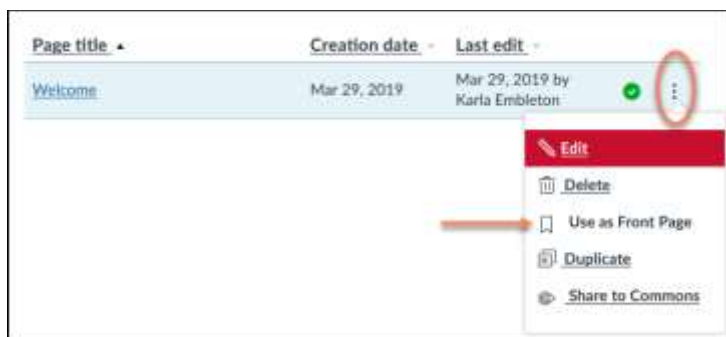 Page title Creation date Last edit
Welcome Mar 29, 2019 Mar 29, 2019 by
Karla Embleton
Edit
Delete
Use as Front Page
Duplicate
Share to Commons